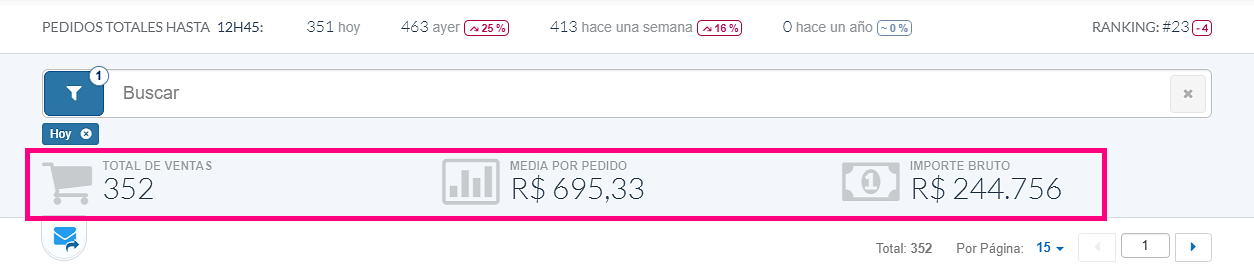 PEDIDOS TOTALES HASTA 12H45: 351 hoy 463 ayer 25 % 413 hace una semana 16 % 0 hace un año ~ 0 % RANKING: #23 - 4
1
Buscar
Hoy
TOTAL DE VENTAS MEDIA POR PEDIDO IMPORTE BRUTO
352 R$ 695,33 R$ 244.756
Total: 352 Por Página: 15 1